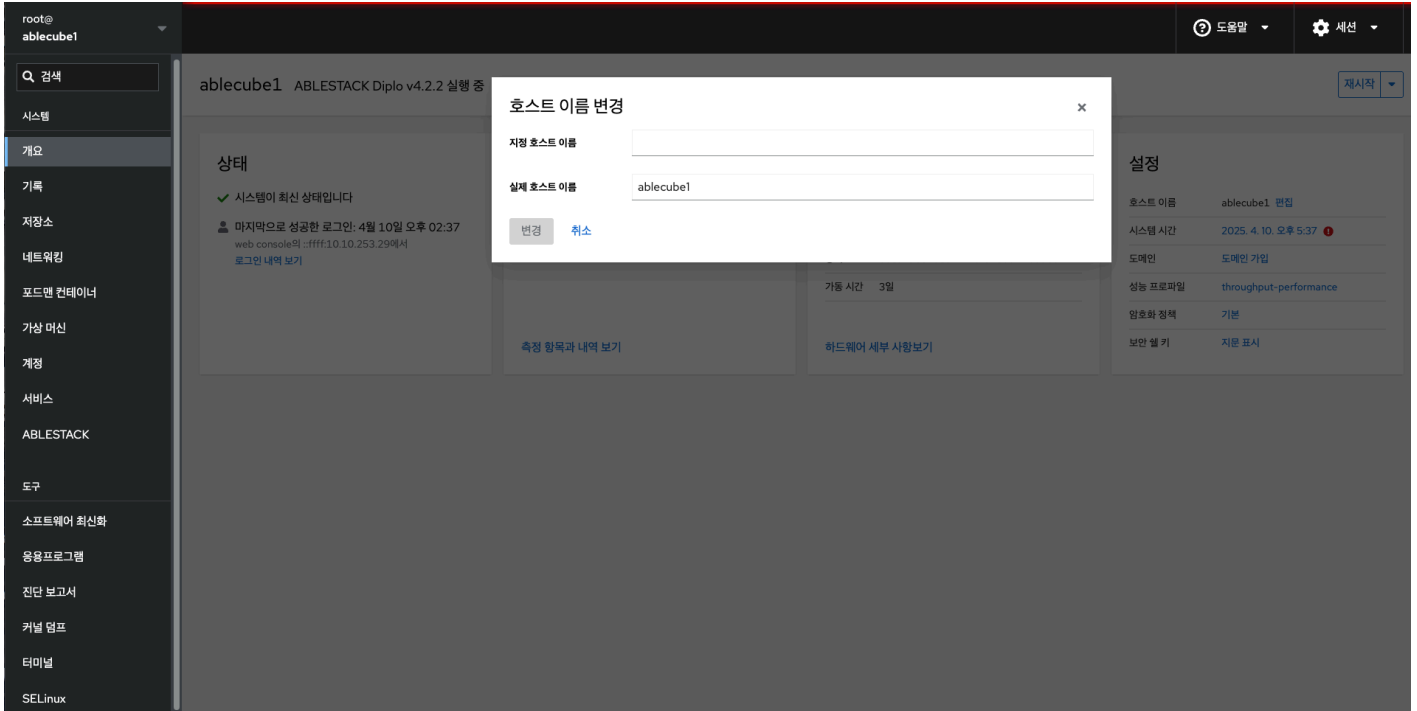 root@
ablecube1
도움말
세션
검색
시스템
개요
기록
저장소
네트워킹
포드맨 컨테이너
가상 머신
계정
서비스
ABLESTACK
도구
소프트웨어 최신화
응용프로그램
진단 보고서
커널 덤프
터미널
SELinux
ablecube1 ABLESTACK Diplo v4.2.2 실행 중
재시작
호스트 이름 변경
지정 호스트 이름
실제 호스트 이름 ablecube1
변경 취소
상태
시스템이 최신 상태입니다
마지막으로 성공한 로그인: 4월 10일 오후 02:37
web console의 ::ffff:10.10.253.29에서
로그인 내역 보기
측정 항목과 내역 보기
가동 시간 3일
하드웨어 세부 사항보기
설정
호스트 이름 ablecube1 편집
시스템 시간 2025. 4. 10. 오후 5:37
도메인 도메인 가입
성능 프로파일 throughput-performance
암호화 정책 기본
보안 쉘 키 지문 표시